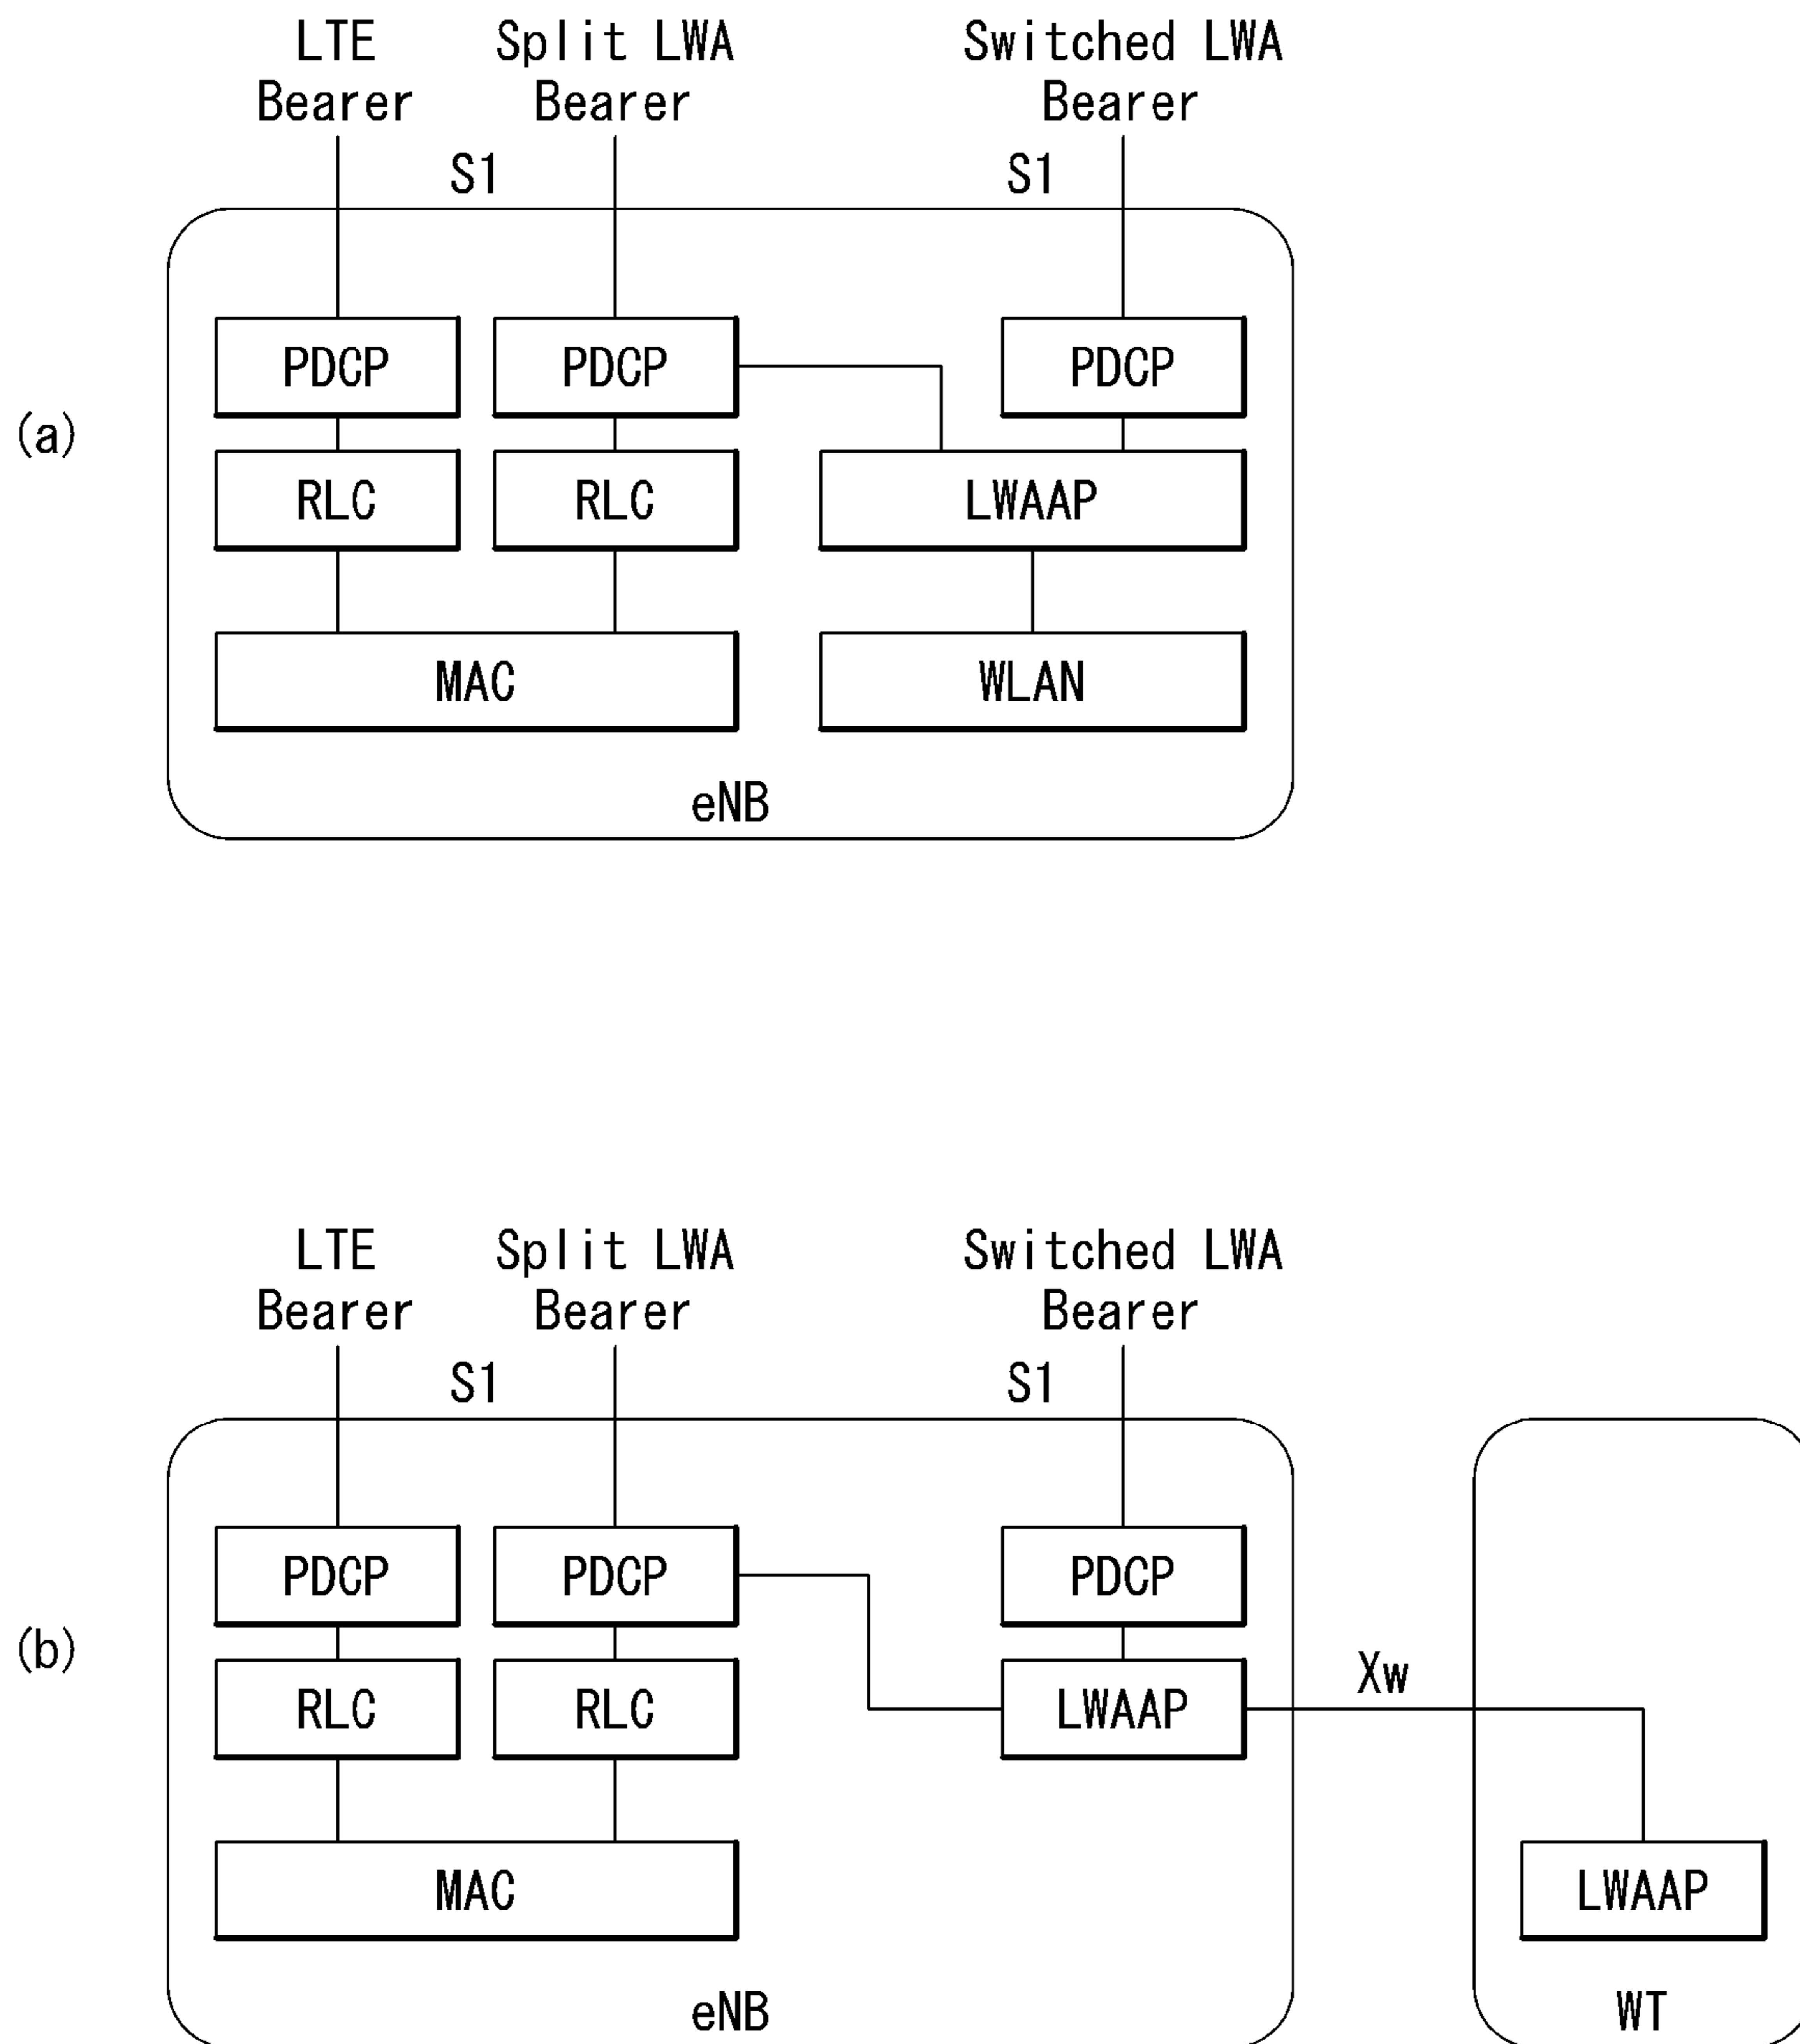 LTE Bearer
Split LWA Bearer
Switched LWA Bearer
S1
S1
PDCP
PDCP
PDCP
(a)
RLC
RLC
LWAAP
MAC
WLAN
eNB
LTE Bearer
Split LWA Bearer
Switched LWA Bearer
S1
S1
PDCP
PDCP
PDCP
(b)
RLC
RLC
LWAAP
Xw
MAC
LWAAP
eNB
WT